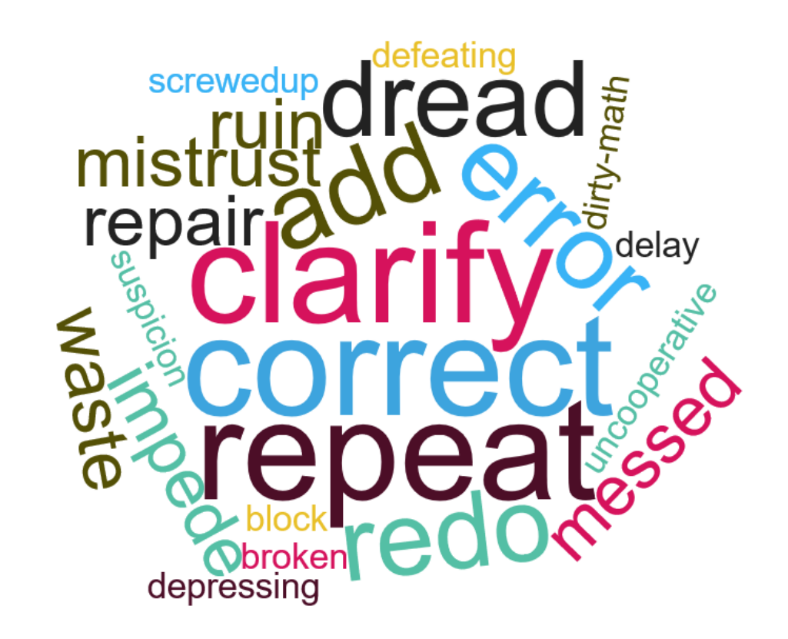 defeating
screwedup
dread
ruin
dirty-math
add
mistrust
error
repair
delay
clarify
suspicion
uncooperative
correct
waste
impede
messed
repeat
redo
block
broken
depressing